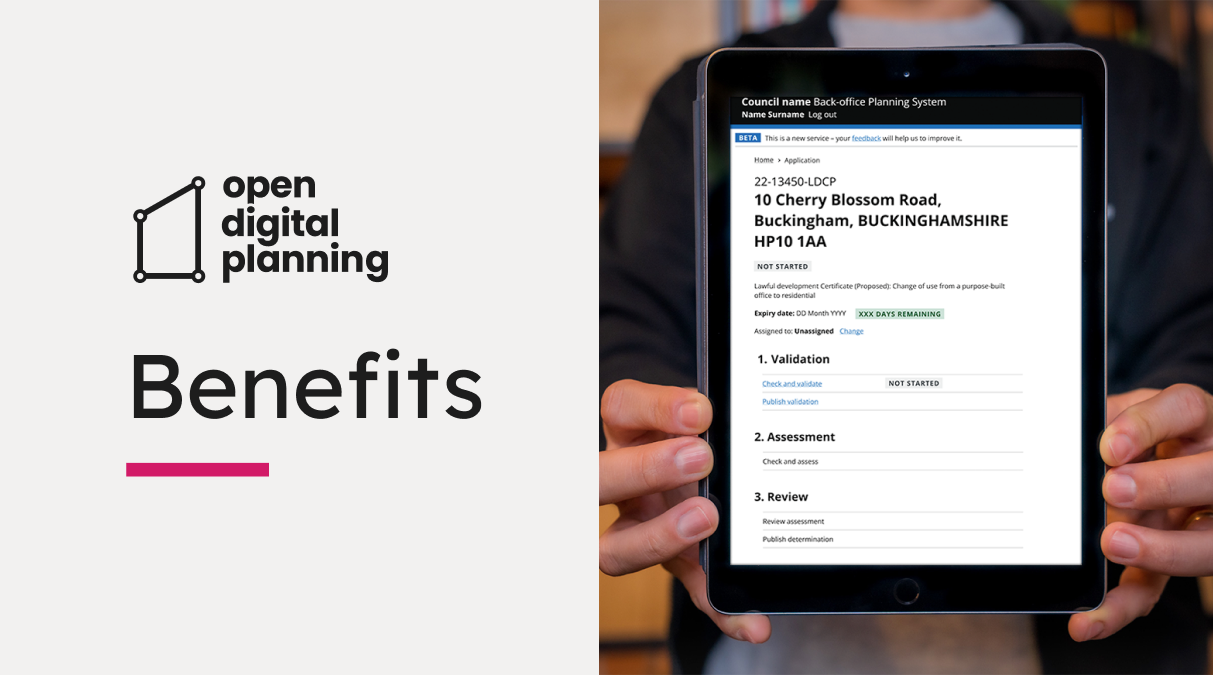 open
digital
planning
Benefits
Council name Back-office Planning System
Name Surname Log out
BETA This is a new service – your feedback will help us to improve it.
Home › Application
22-13450-LDCP
10 Cherry Blossom Road,
Buckingham, BUCKINGHAMSHIRE
HP10 1AA
NOT STARTED
Lawful development Certificate (Proposed): Change of use from a purpose-built
office to residential
Expiry date: DD Month YYYY XXX DAYS REMAINING
Assigned to: Unassigned Change
1. Validation
Check and validate NOT STARTED
Publish validation
2. Assessment
Check and assess
3. Review
Review assessment
Publish determination